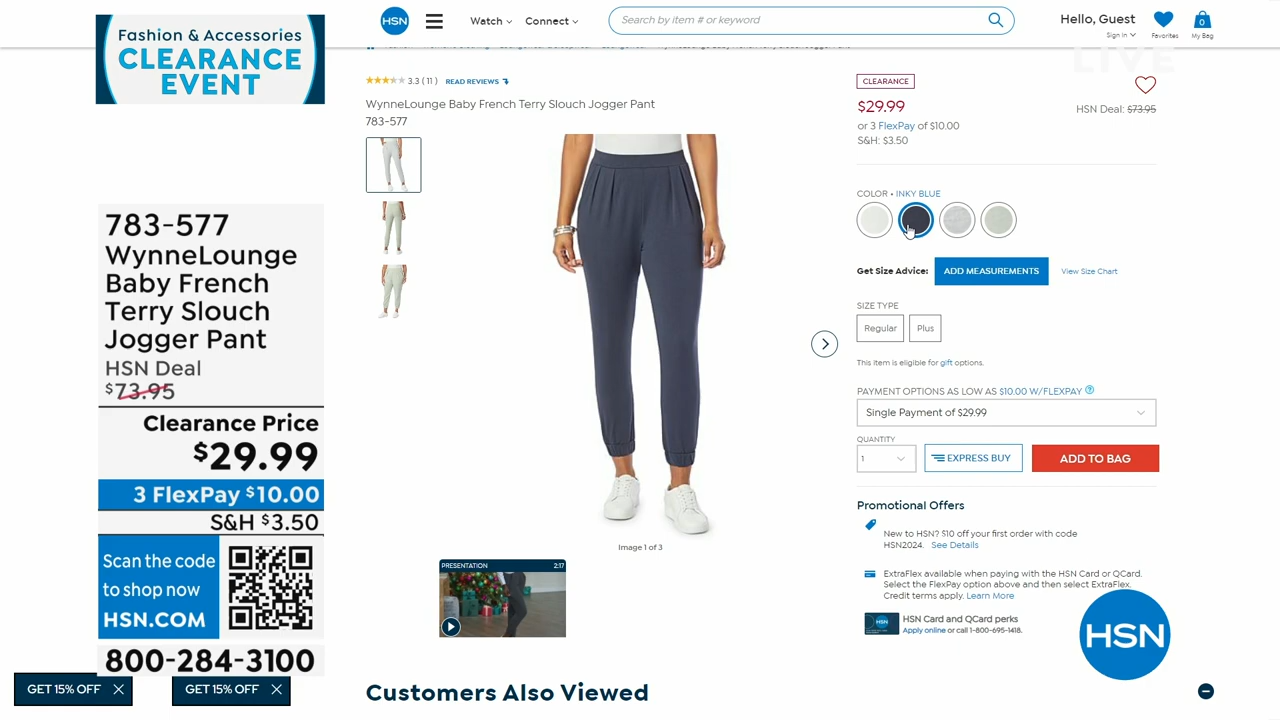 Fashion & Accessories
CLEARANCE
EVENT
HSN
Watch
Connect
Search by item # or keyword
Hello, Guest
Sign In
Favorites
0
My Bag
LIVE
3.3 (11)
READ REVIEWS
WynneLounge Baby French Terry Slouch Jogger Pant
783-577
CLEARANCE
$29.99
HSN Deal: $73.95
or 3 FlexPay of $10.00
S&H: $3.50
COLOR • INKY BLUE
Get Size Advice:
ADD MEASUREMENTS
View Size Chart
SIZE TYPE
Regular
Plus
This item is eligible for gift options.
PAYMENT OPTIONS AS LOW AS $10.00 W/FLEXPAY
Single Payment of $29.99
QUANTITY
1
EXPRESS BUY
ADD TO BAG
Promotional Offers
New to HSN? $10 off your first order with code
HSN2024. See Details
ExtraFlex available when paying with the HSN Card or QCard.
Select the FlexPay option above and then select ExtraFlex.
Credit terms apply. Learn More
HSN
HSN Card and QCard perks
Apply online or call 1-800-695-1418.
HSN
Image 1 of 3
PRESENTATION
2:17
783-577
WynneLounge
Baby French
Terry Slouch
Jogger Pant
HSN Deal
$73.95
Clearance Price
$29.99
3 FlexPay $10.00
S&H $3.50
Scan the code
to shop now
HSN.COM
800-284-3100
GET 15% OFF
GET 15% OFF
Customers Also Viewed